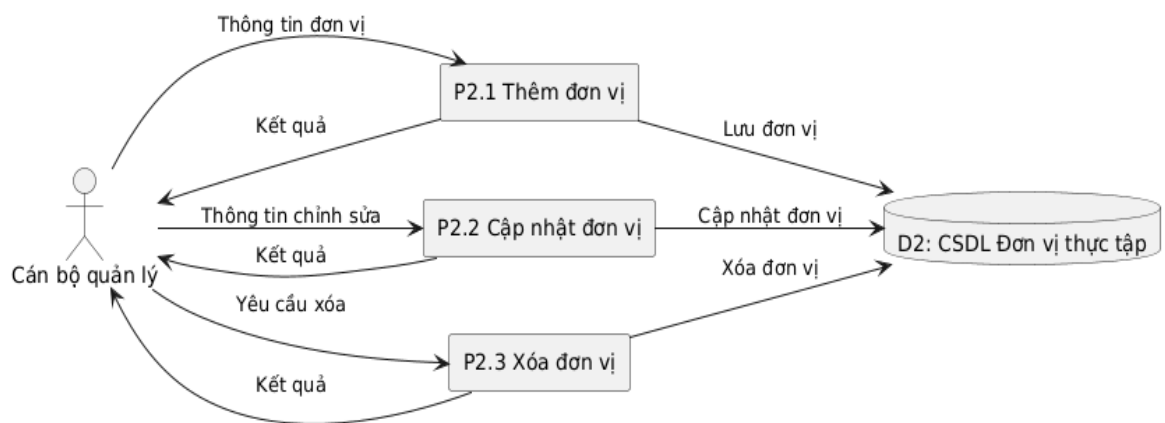 Thông tin đơn vị
P2.1 Thêm đơn vị
Kết quả
Lưu đơn vị
Thông tin chỉnh sửa
P2.2 Cập nhật đơn vị
Cập nhật đơn vị
D2: CSDL Đơn vị thực tập
Kết quả
Xóa đơn vị
Cán bộ quản lý
Yêu cầu xóa
P2.3 Xóa đơn vị
Kết quả